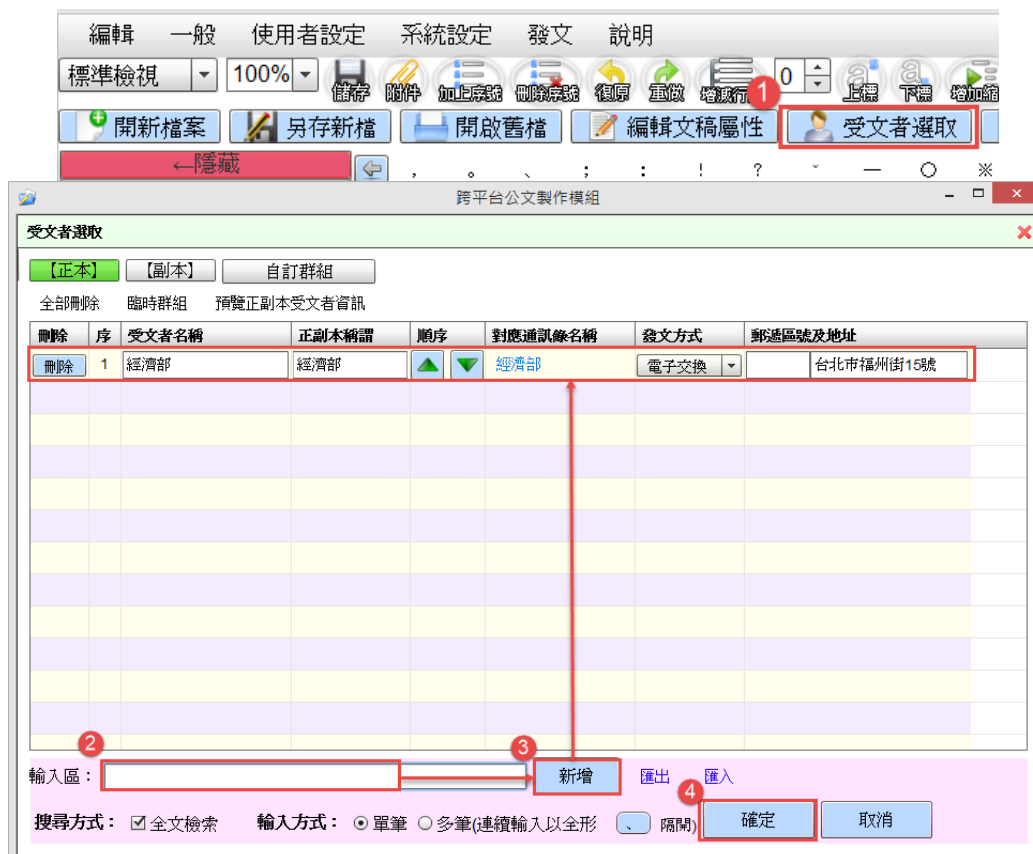 編輯 一般 使用者設定 系統設定 發文 說明
標準檢視 100% 儲存 附件 加上序號 刪除序號 復原 重做 增減行 1 0 上標 下標 增加縮
開新檔案 另存新檔 開啟舊檔 編輯文稿屬性 受文者選取
←隱藏 , 。 、 ; : ! ? ˇ — ○ ※
跨平台公文製作模組
受文者選取
【正本】 【副本】 自訂群組
全部刪除 臨時群組 預覽正副本受文者資訊
刪除 序 受文者名稱 正副本稱謂 順序 對應通訊錄名稱 發文方式 郵遞區號及地址
刪除 1 經濟部 經濟部 經濟部 電子交換 台北市福州街15號
2 3
輸入區： 新增 匯出 匯入
4
搜尋方式： 全文檢索 輸入方式： 單筆 多筆(連續輸入以全形 、 隔開) 確定 取消